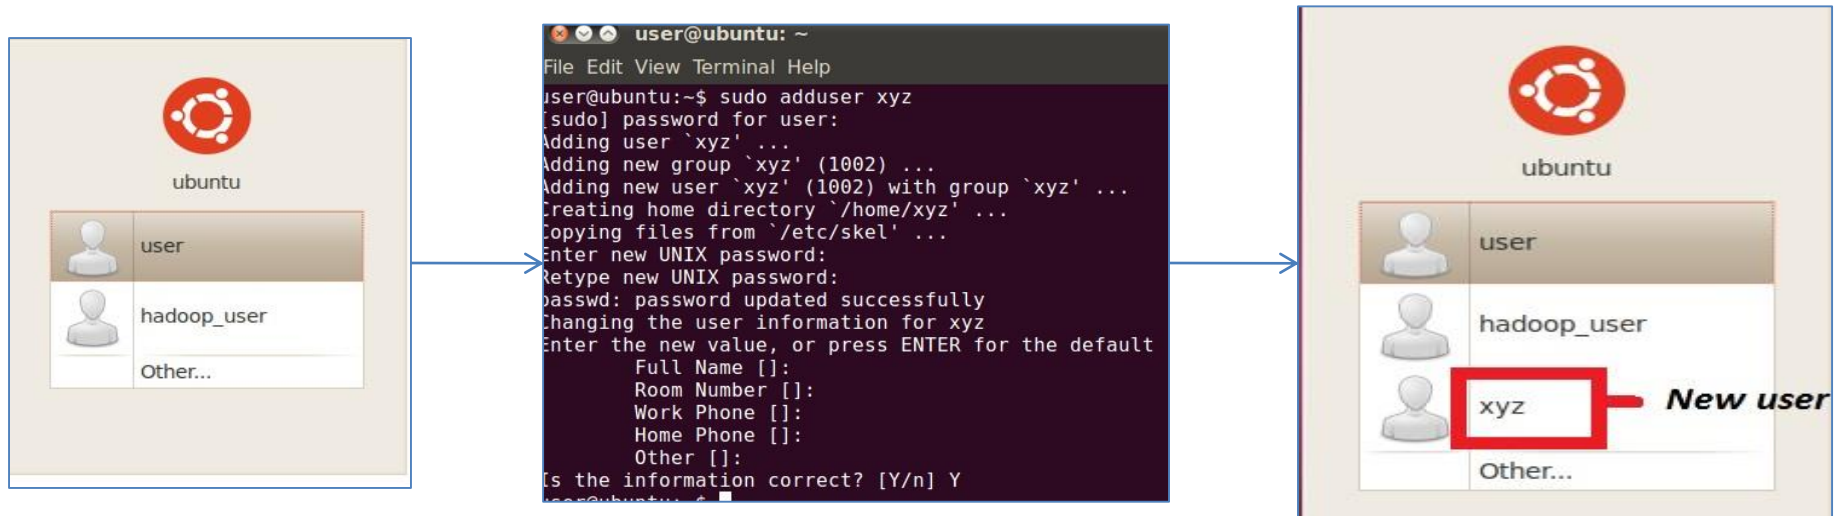 ubuntu
user
hadoop_user
Other...
user@ubuntu: ~
File Edit View Terminal Help
user@ubuntu:~$ sudo adduser xyz
[sudo] password for user:
Adding user `xyz' ...
Adding new group `xyz' (1002) ...
Adding new user `xyz' (1002) with group `xyz' ...
Creating home directory `/home/xyz' ...
Copying files from `/etc/skel' ...
Enter new UNIX password:
Retype new UNIX password:
passwd: password updated successfully
Changing the user information for xyz
Enter the new value, or press ENTER for the default
Full Name []:
Room Number []:
Work Phone []:
Home Phone []:
Other []:
Is the information correct? [Y/n] Y
user@ubuntu:~$
ubuntu
user
hadoop_user
xyz
New user
Other...